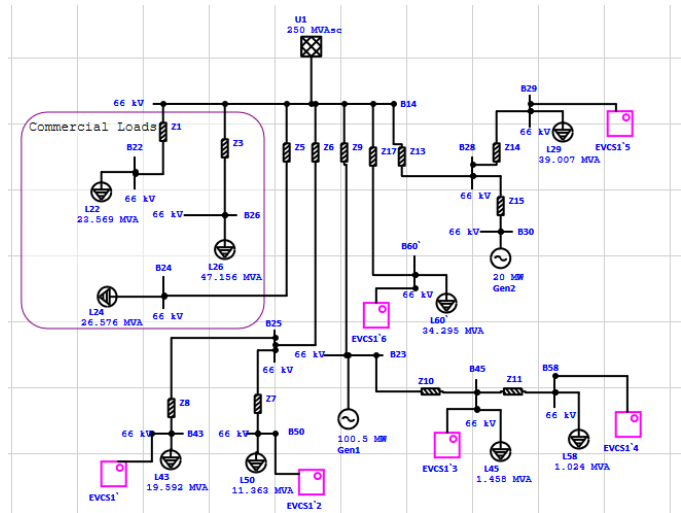 U1
250 MVAsc
66 kV
B14
Commercial Loads
Z1
Z3
Z5
Z6
Z9
Z17
Z13
B29
66 kV
L29
39.007 MVA
EVCS1`5
Z14
B28
66 kV
Z15
66 kV
B30
20 MW
Gen2
B22
66 kV
L22
23.569 MVA
66 kV
B26
L26
47.156 MVA
B24
66 kV
L24
26.576 MVA
B60`
66 kV
L60`
34.295 MVA
EVCS1`6
B25
66 kV
66 kV
B23
Z8
Z7
Z10
B45
Z11
B58
66 kV
66 kV
66 kV
B43
66 kV
B50
100.5 MW
Gen1
EVCS1`
L43
19.592 MVA
L50
11.363 MVA
EVCS1`2
EVCS1`3
L45
1.458 MVA
L58
1.024 MVA
EVCS1`4